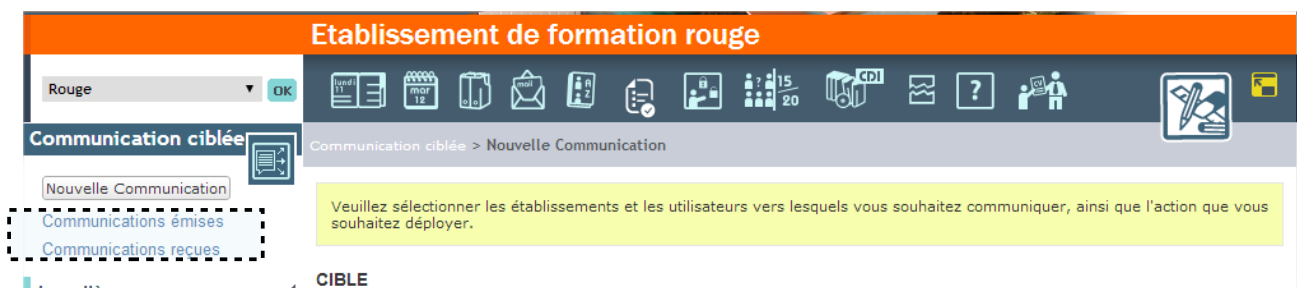 Etablissement de formation rouge
Rouge
OK
lundi 11
mar 12
mail
A Z
? 15 20
CDI
?
CV
Communication ciblée
Communication ciblée > Nouvelle Communication
Nouvelle Communication
Communications émises
Communications reçues
Veuillez sélectionner les établissements et les utilisateurs vers lesquels vous souhaitez communiquer, ainsi que l'action que vous
souhaitez déployer.
CIBLE